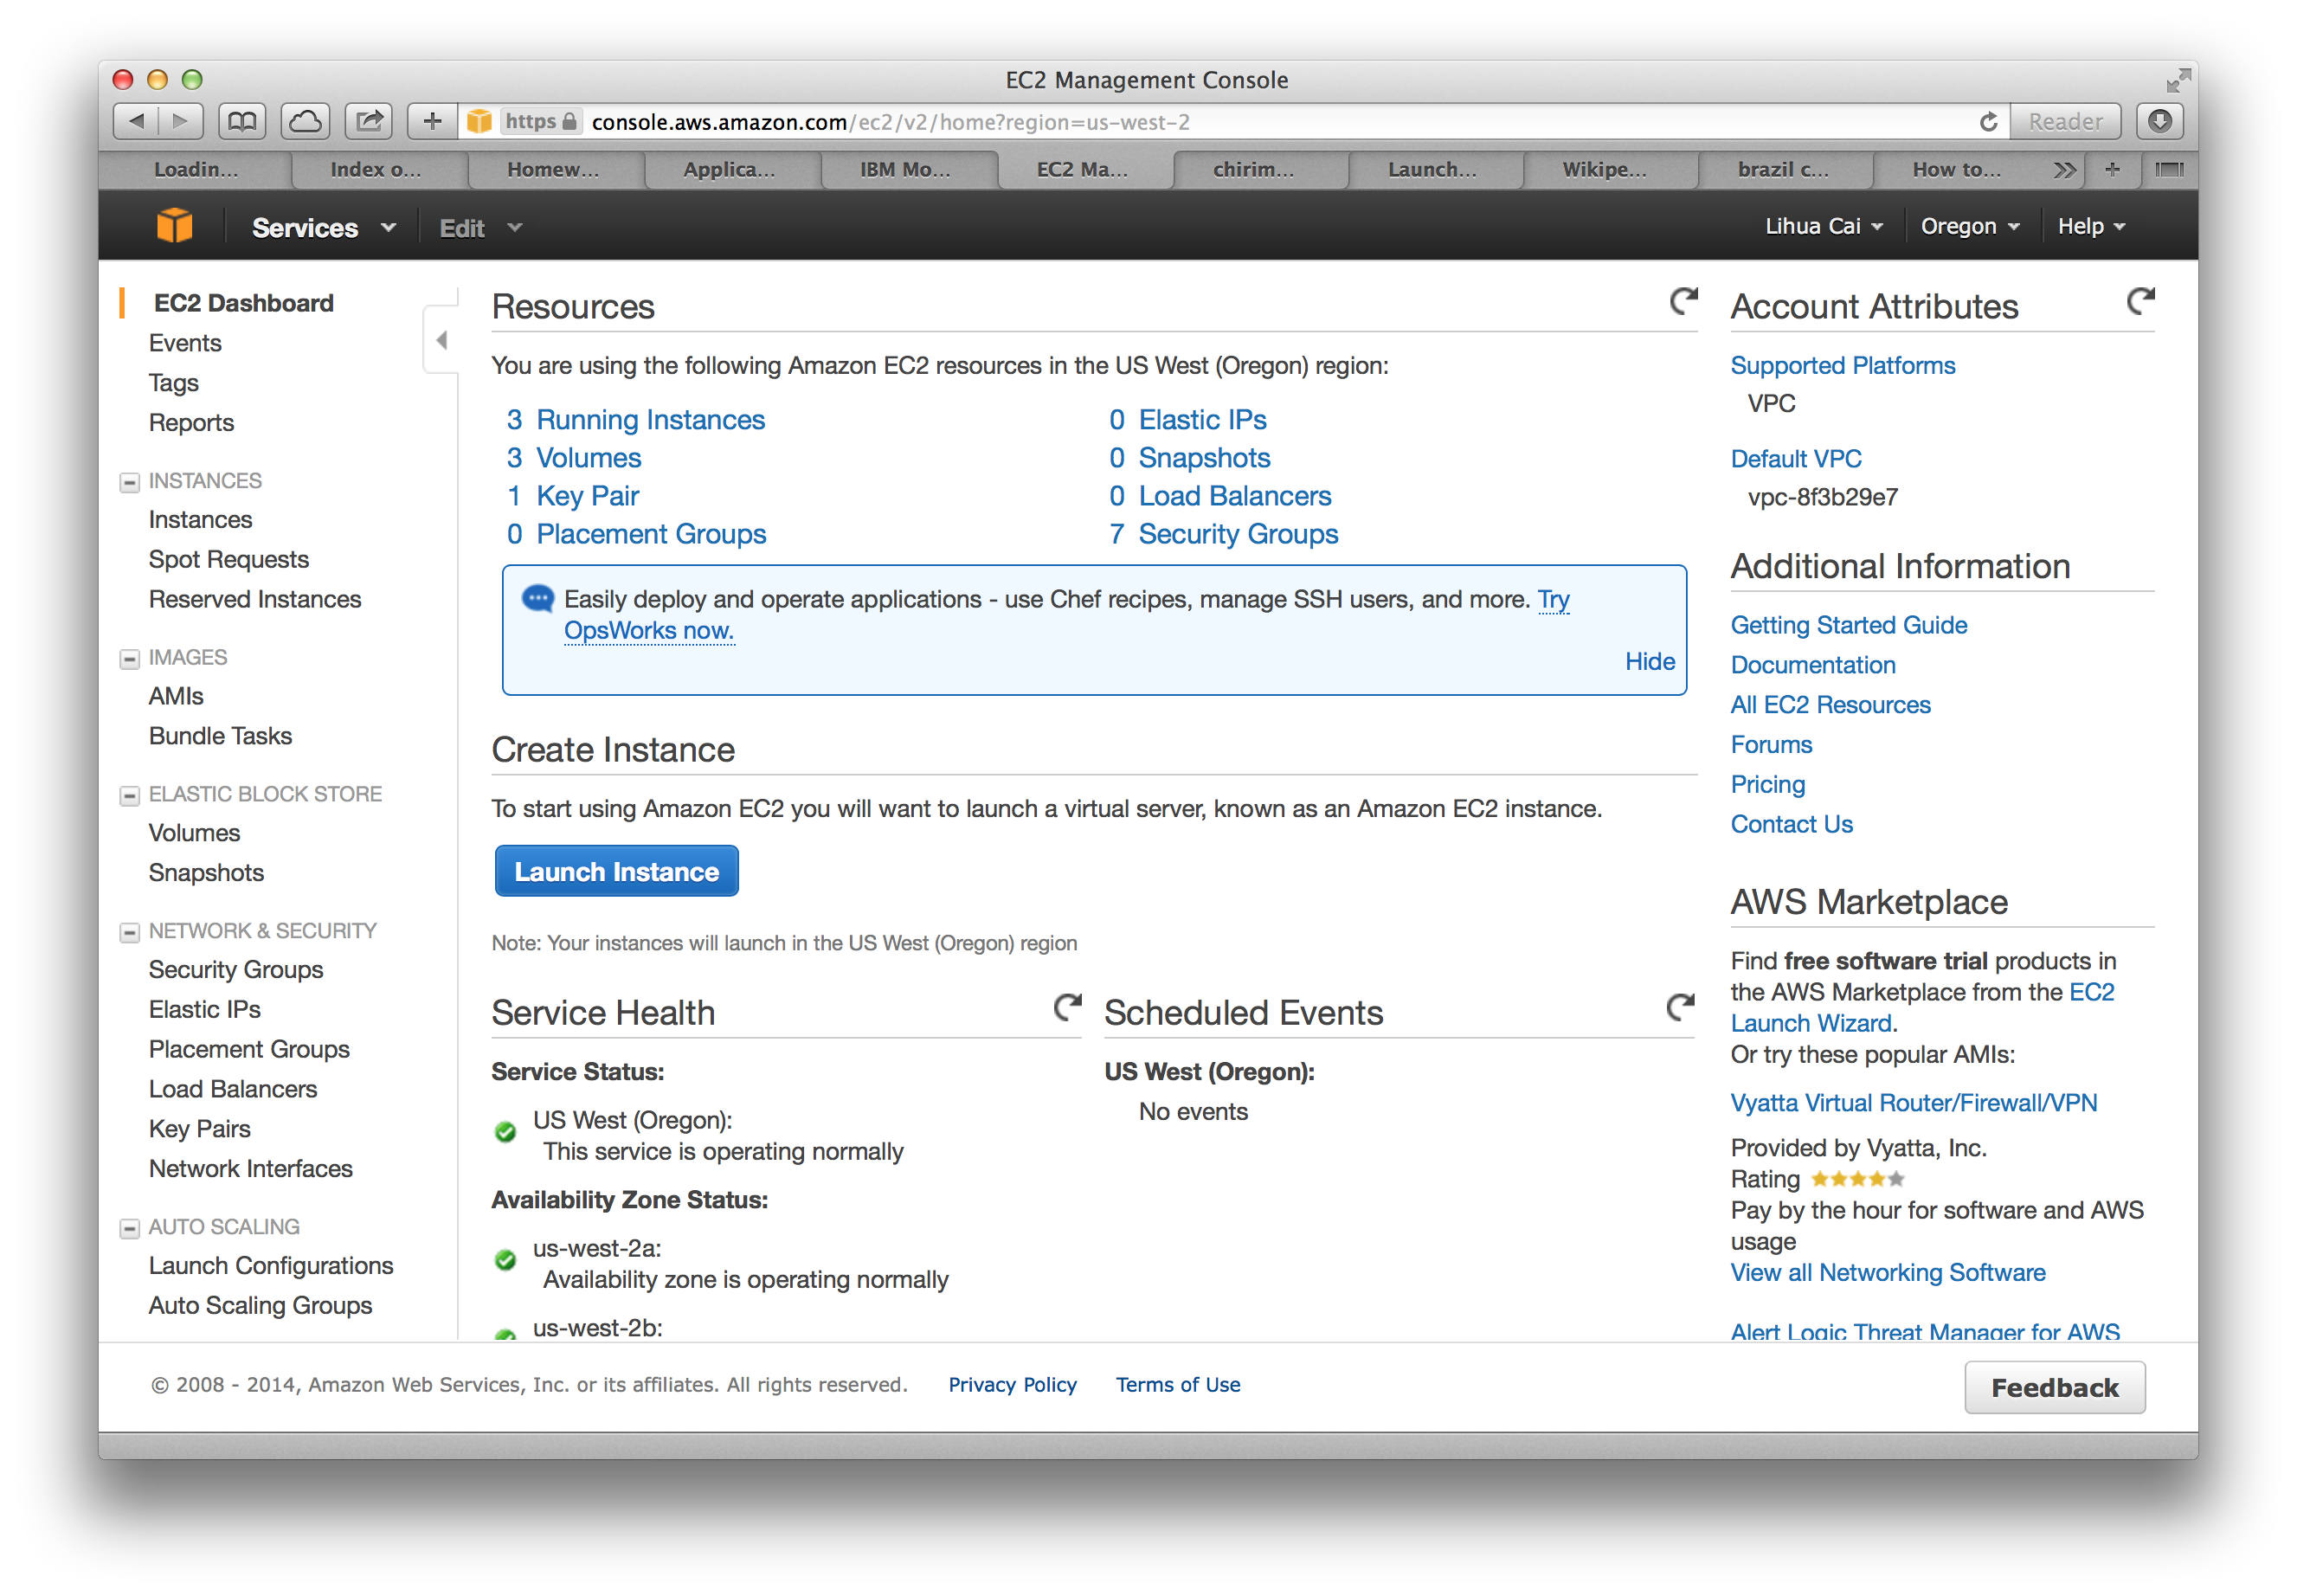 EC2 Management Console
https console.aws.amazon.com/ec2/v2/home?region=us-west-2
Reader
Loadin...
Index o...
Homew...
Applica...
IBM Mo...
EC2 Ma...
chirim...
Launch...
Wikipe...
brazil c...
How to...
Services
Edit
Lihua Cai
Oregon
Help
EC2 Dashboard
Events
Tags
Reports
INSTANCES
Instances
Spot Requests
Reserved Instances
IMAGES
AMIs
Bundle Tasks
ELASTIC BLOCK STORE
Volumes
Snapshots
NETWORK & SECURITY
Security Groups
Elastic IPs
Placement Groups
Load Balancers
Key Pairs
Network Interfaces
AUTO SCALING
Launch Configurations
Auto Scaling Groups
Resources
You are using the following Amazon EC2 resources in the US West (Oregon) region:
3 Running Instances
0 Elastic IPs
3 Volumes
0 Snapshots
1 Key Pair
0 Load Balancers
0 Placement Groups
7 Security Groups
Easily deploy and operate applications - use Chef recipes, manage SSH users, and more. Try
OpsWorks now.
Hide
Create Instance
To start using Amazon EC2 you will want to launch a virtual server, known as an Amazon EC2 instance.
Launch Instance
Note: Your instances will launch in the US West (Oregon) region
Service Health
Service Status:
US West (Oregon):
This service is operating normally
Availability Zone Status:
us-west-2a:
Availability zone is operating normally
us-west-2b:
Scheduled Events
US West (Oregon):
No events
Account Attributes
Supported Platforms
VPC
Default VPC
vpc-8f3b29e7
Additional Information
Getting Started Guide
Documentation
All EC2 Resources
Forums
Pricing
Contact Us
AWS Marketplace
Find free software trial products in
the AWS Marketplace from the EC2
Launch Wizard.
Or try these popular AMIs:
Vyatta Virtual Router/Firewall/VPN
Provided by Vyatta, Inc.
Rating
Pay by the hour for software and AWS
usage
View all Networking Software
Alert Logic Threat Manager for AWS
© 2008 - 2014, Amazon Web Services, Inc. or its affiliates. All rights reserved.
Privacy Policy
Terms of Use
Feedback